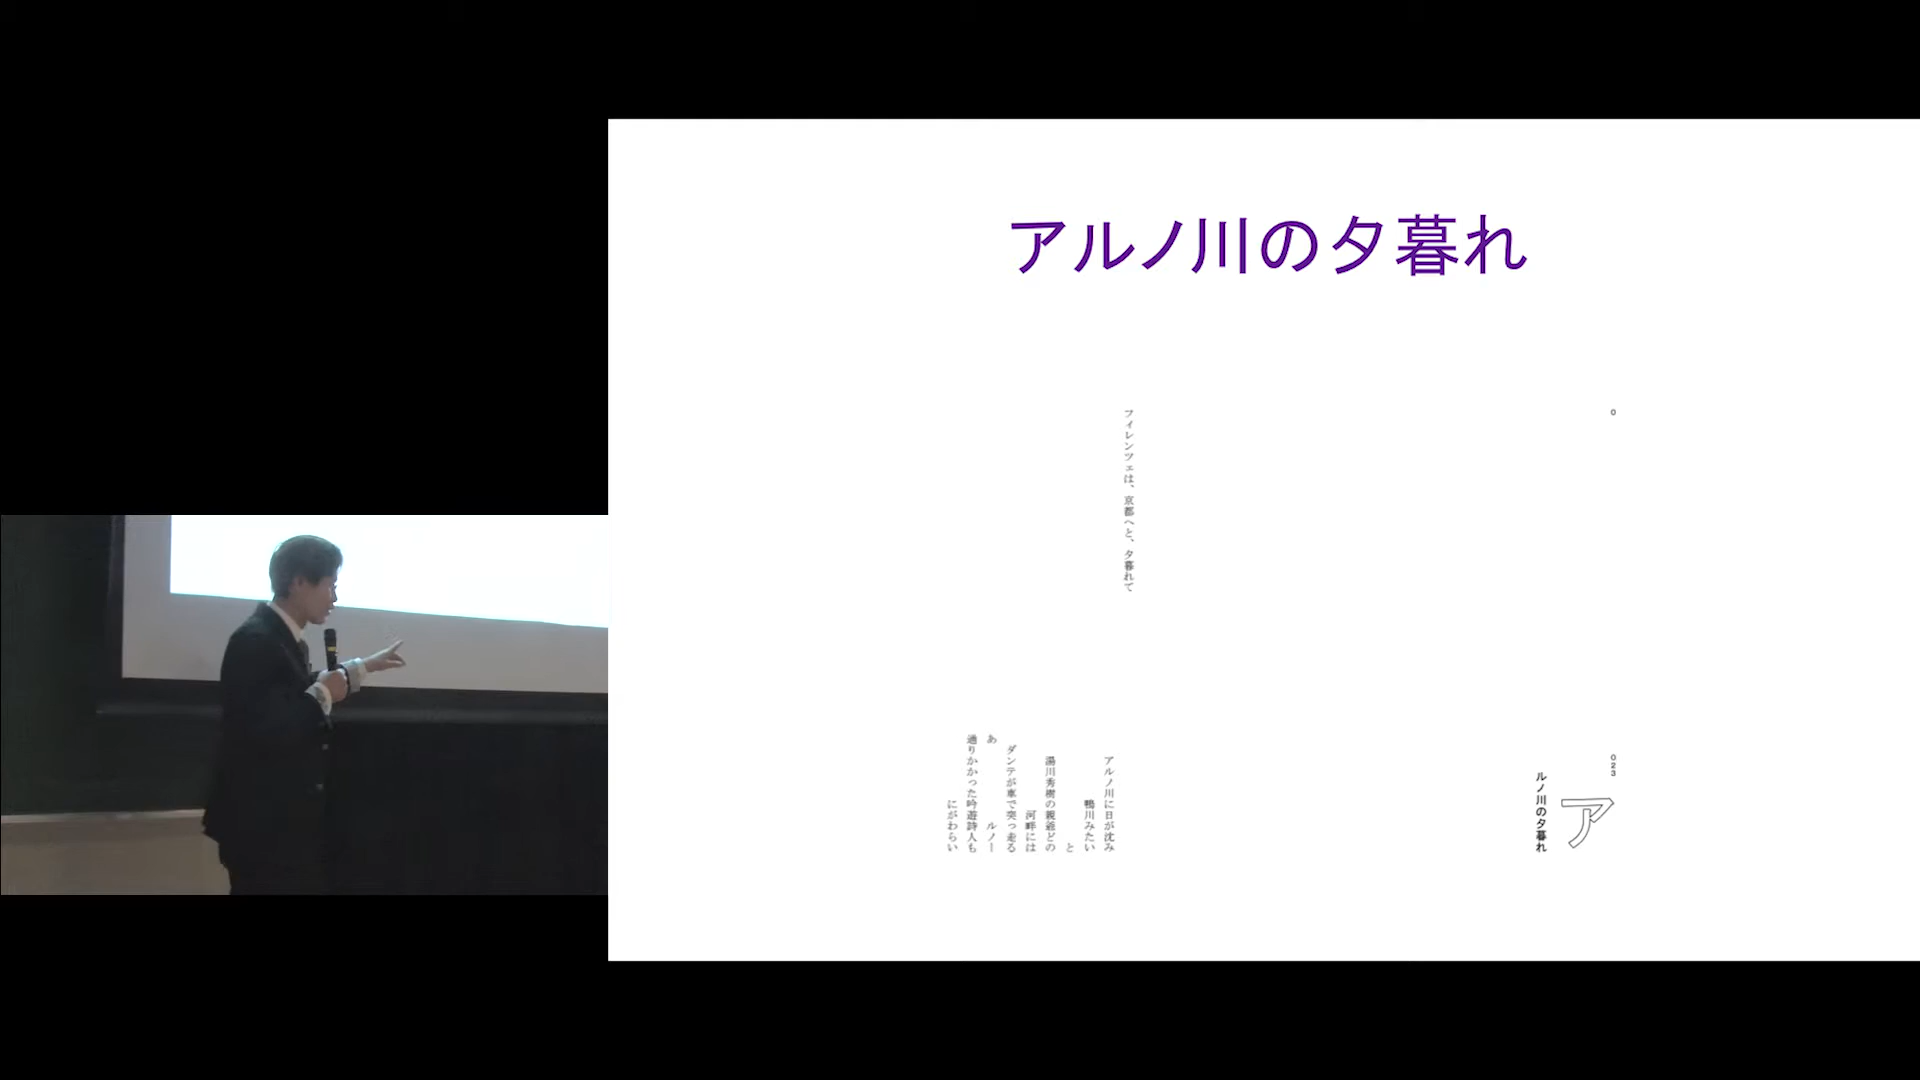 アルノ川の夕暮れ
0
023
ア
ルノ川の夕暮れ
フィレンツェは、京都へと、夕暮れて
アルノ川に日が沈み
鴨川みたい
と
湯川秀樹の親爺どの
河畔には
ダンテが車で突っ走る
あ　ルノー
通りかかった吟遊詩人も
にがわらい